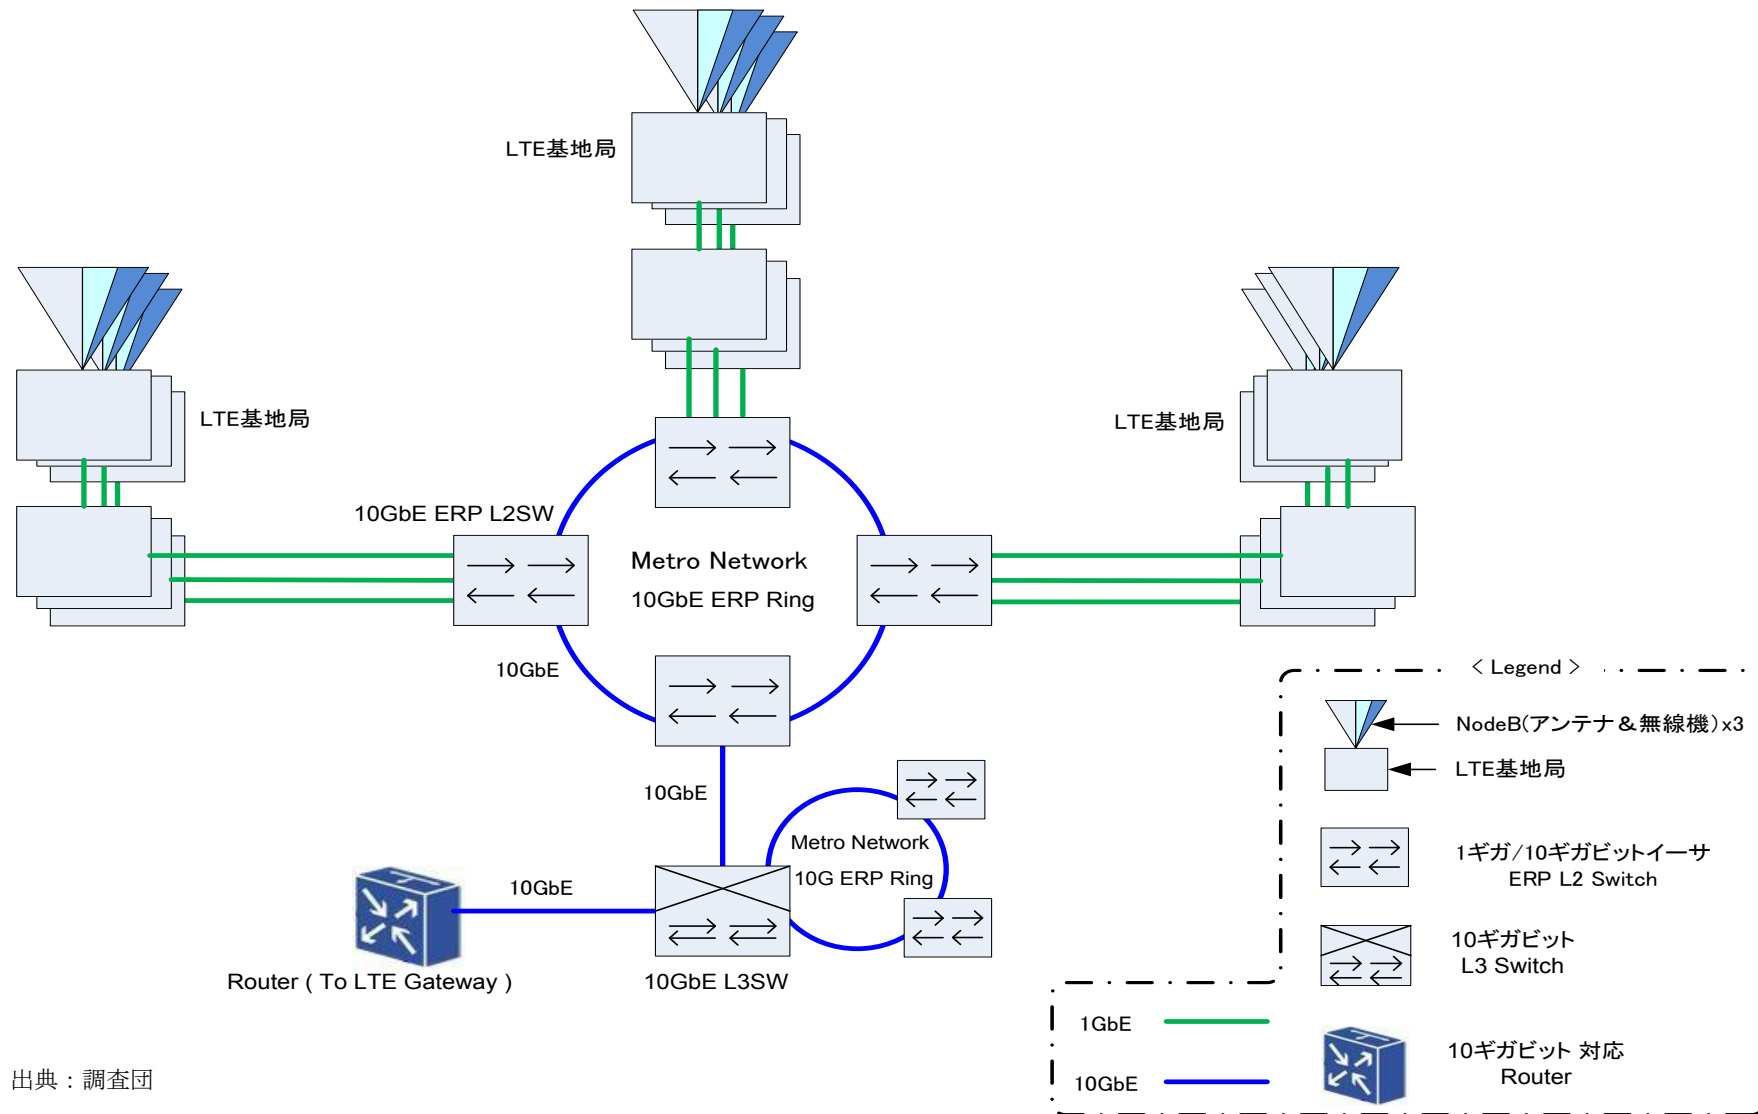 LTE基地局
LTE基地局
LTE基地局
10GbE ERP L2SW
Metro Network
10GbE ERP Ring
10GbE
10GbE
Metro Network
10G ERP Ring
10GbE
Router ( To LTE Gateway )
10GbE L3SW
< Legend >
NodeB(アンテナ&無線機)x3
LTE基地局
1ギガ/10ギガビットイーサ
ERP L2 Switch
10ギガビット
L3 Switch
1GbE
10GbE
10ギガビット 対応
Router
出典:調査団